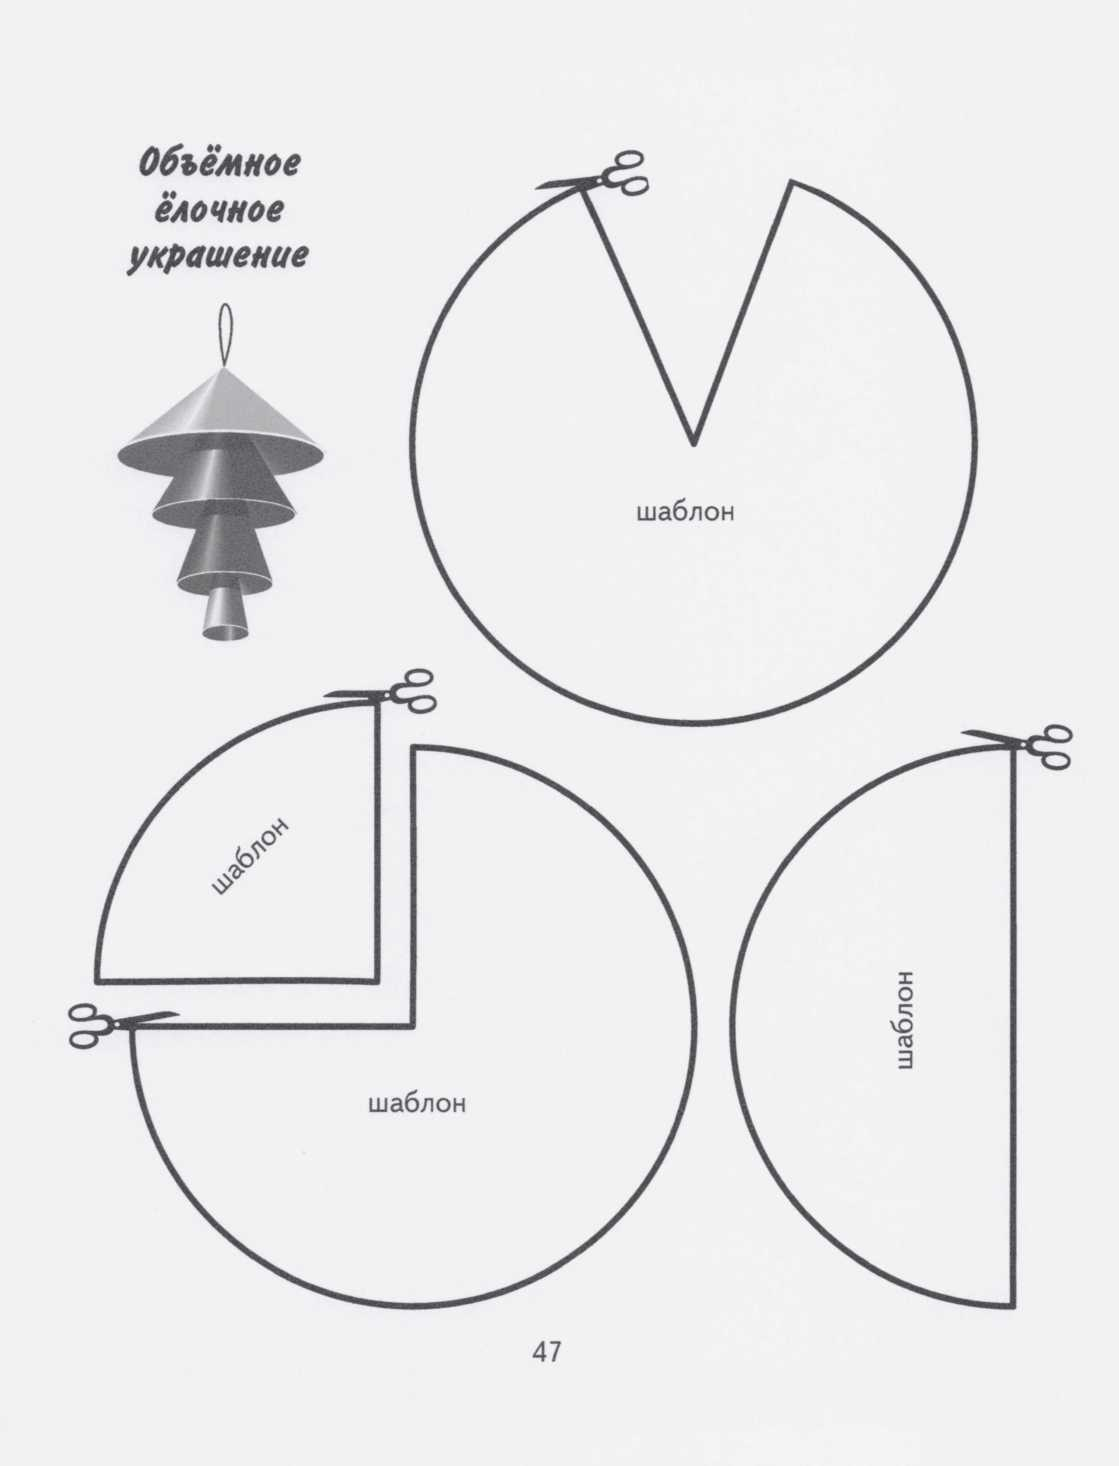 Объёмное
ёлочное
украшение
шаблон
шаблон
шаблон
шаблон
47